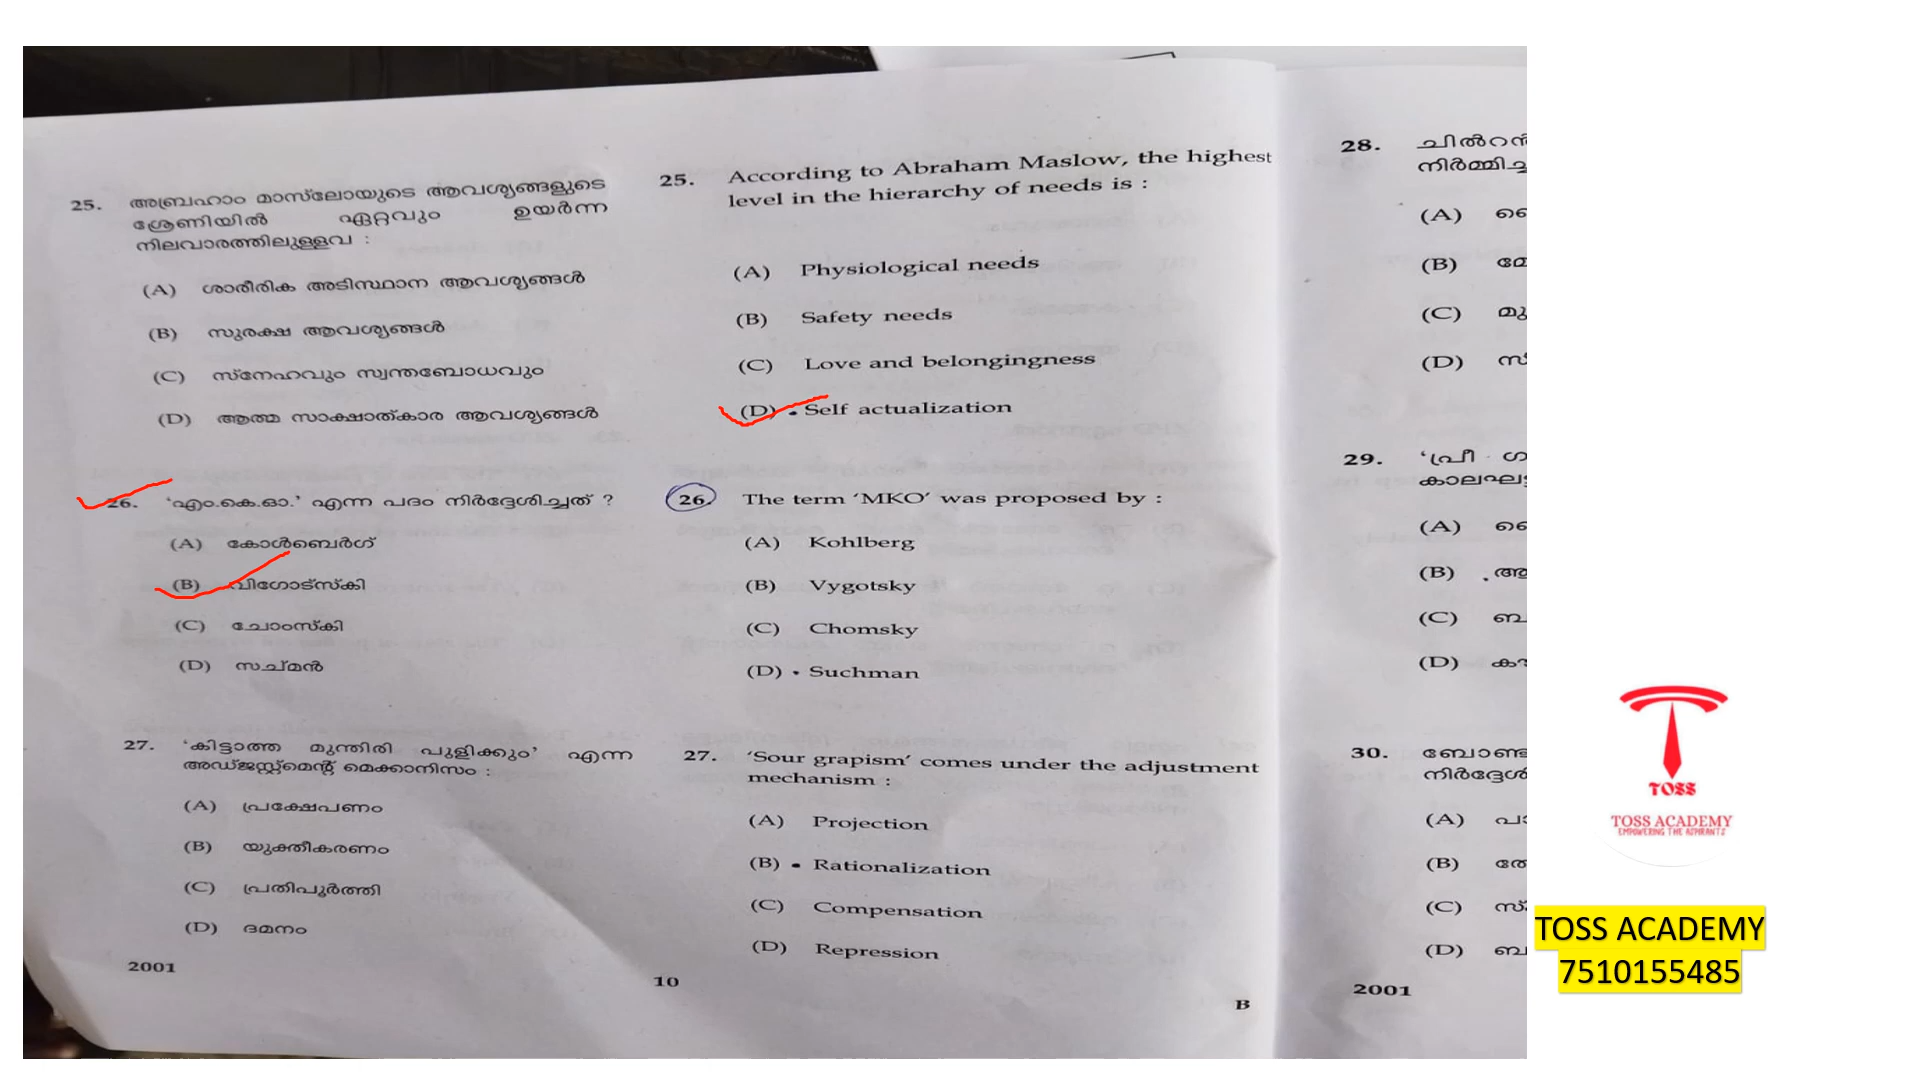 25. അബ്രഹാം മാസ്‌ലോയുടെ ആവശ്യങ്ങളുടെ
ശ്രേണിയിൽ ഏറ്റവും ഉയർന്ന
നിലവാരത്തിലുള്ളവ :
(A) ശാരീരിക അടിസ്ഥാന ആവശ്യങ്ങൾ
(B) സുരക്ഷ ആവശ്യങ്ങൾ
(C) സ്നേഹവും സ്വന്തബോധവും
(D) ആത്മ സാക്ഷാത്കാര ആവശ്യങ്ങൾ
26. ‘എം.കെ.ഓ.’ എന്ന പദം നിർദ്ദേശിച്ചത് ?
(A) കോൾബെർഗ്
(B) വിഗോട്സ്കി
(C) ചോംസ്കി
(D) സച്മൻ
27. ‘കിട്ടാത്ത മുന്തിരി പുളിക്കും’ എന്ന
അഡ്ജസ്റ്റ്മെന്റ് മെക്കാനിസം :
(A) പ്രക്ഷേപണം
(B) യുക്തീകരണം
(C) പ്രതിപൂർത്തി
(D) ദമനം
2001
25. According to Abraham Maslow, the highest
level in the hierarchy of needs is :
(A) Physiological needs
(B) Safety needs
(C) Love and belongingness
(D) Self actualization
26. The term ‘MKO’ was proposed by :
(A) Kohlberg
(B) Vygotsky
(C) Chomsky
(D) Suchman
27. ‘Sour grapism’ comes under the adjustment
mechanism :
(A) Projection
(B) Rationalization
(C) Compensation
(D) Repression
10
B
28.
(A)
(B)
(C)
(D)
29. ‘പ്രീ
(A)
(B)
(C)
(D)
30.
(A)
(B)
(C)
(D)
2001
TOSS
TOSS ACADEMY
EMPOWERING THE ASPIRANTS
TOSS ACADEMY
7510155485